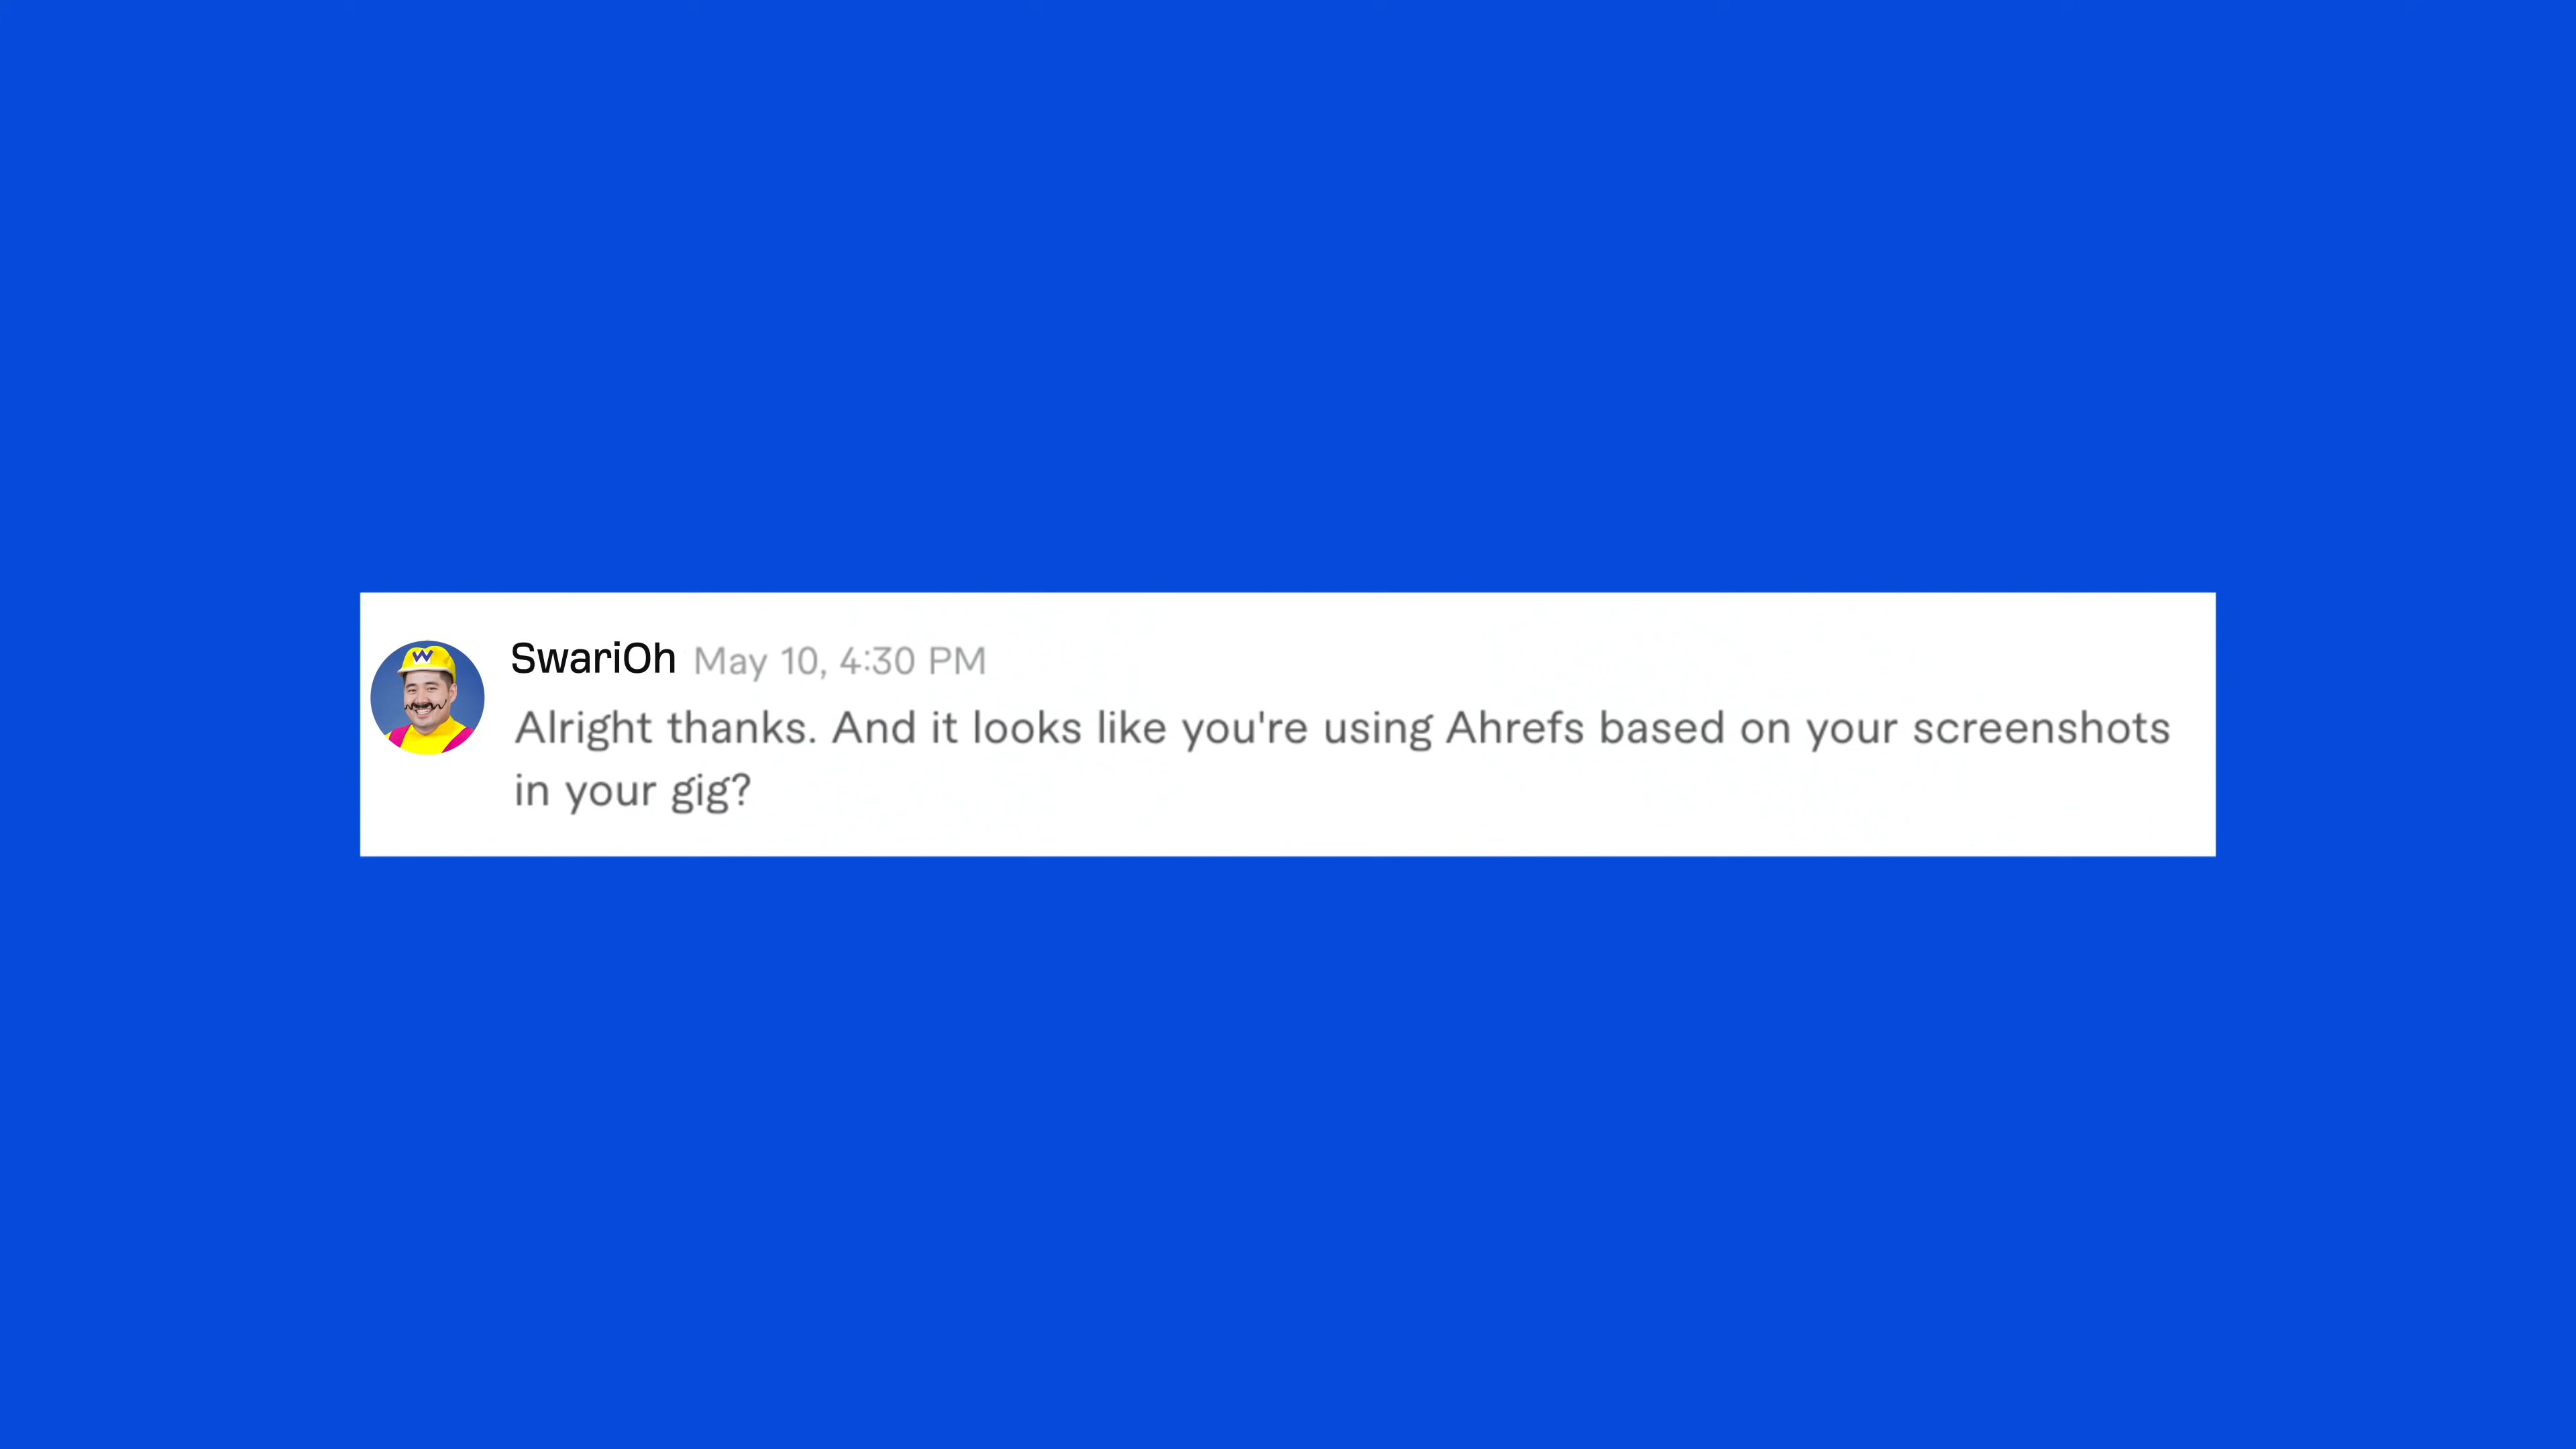 W
SwariOh May 10, 4:30 PM
Alright thanks. And it looks like you're using Ahrefs based on your screenshots
in your gig?